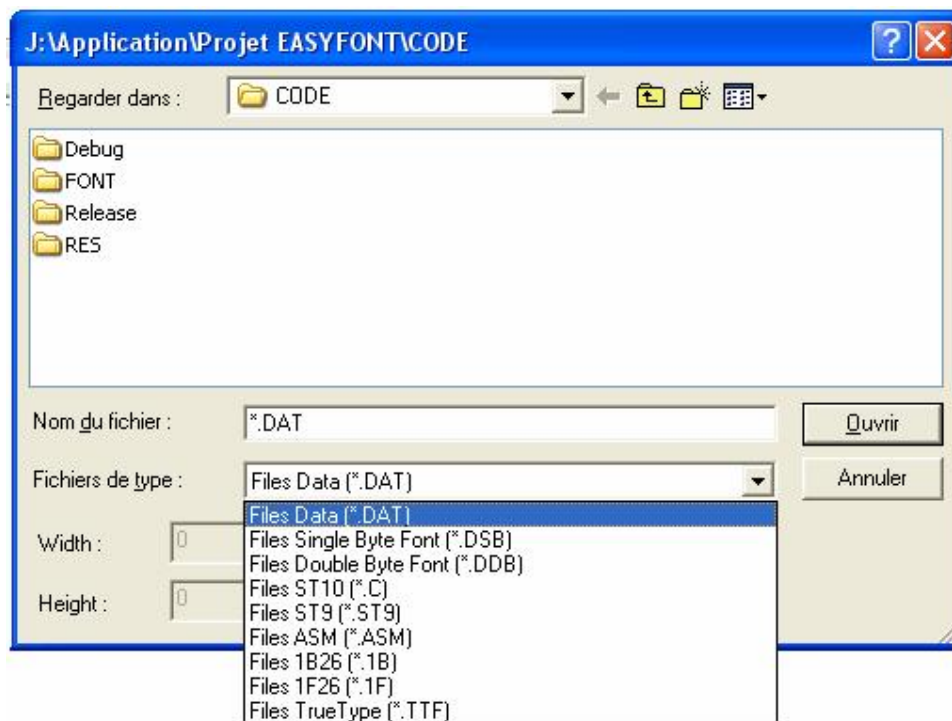 J:\Application\Projet EASYFONT\CODE
Regarder dans :
CODE
Debug
FONT
Release
RES
Nom du fichier :
*.DAT
Ouvrir
Fichiers de type :
Files Data (*.DAT)
Annuler
Files Data (*.DAT)
Files Single Byte Font (*.DSB)
Files Double Byte Font (*.DDB)
Files ST10 (*.C)
Files ST9 (*.ST9)
Files ASM (*.ASM)
Files 1B26 (*.1B)
Files 1F26 (*.1F)
Files TrueType (*.TTF)
Width :
0
Height :
0